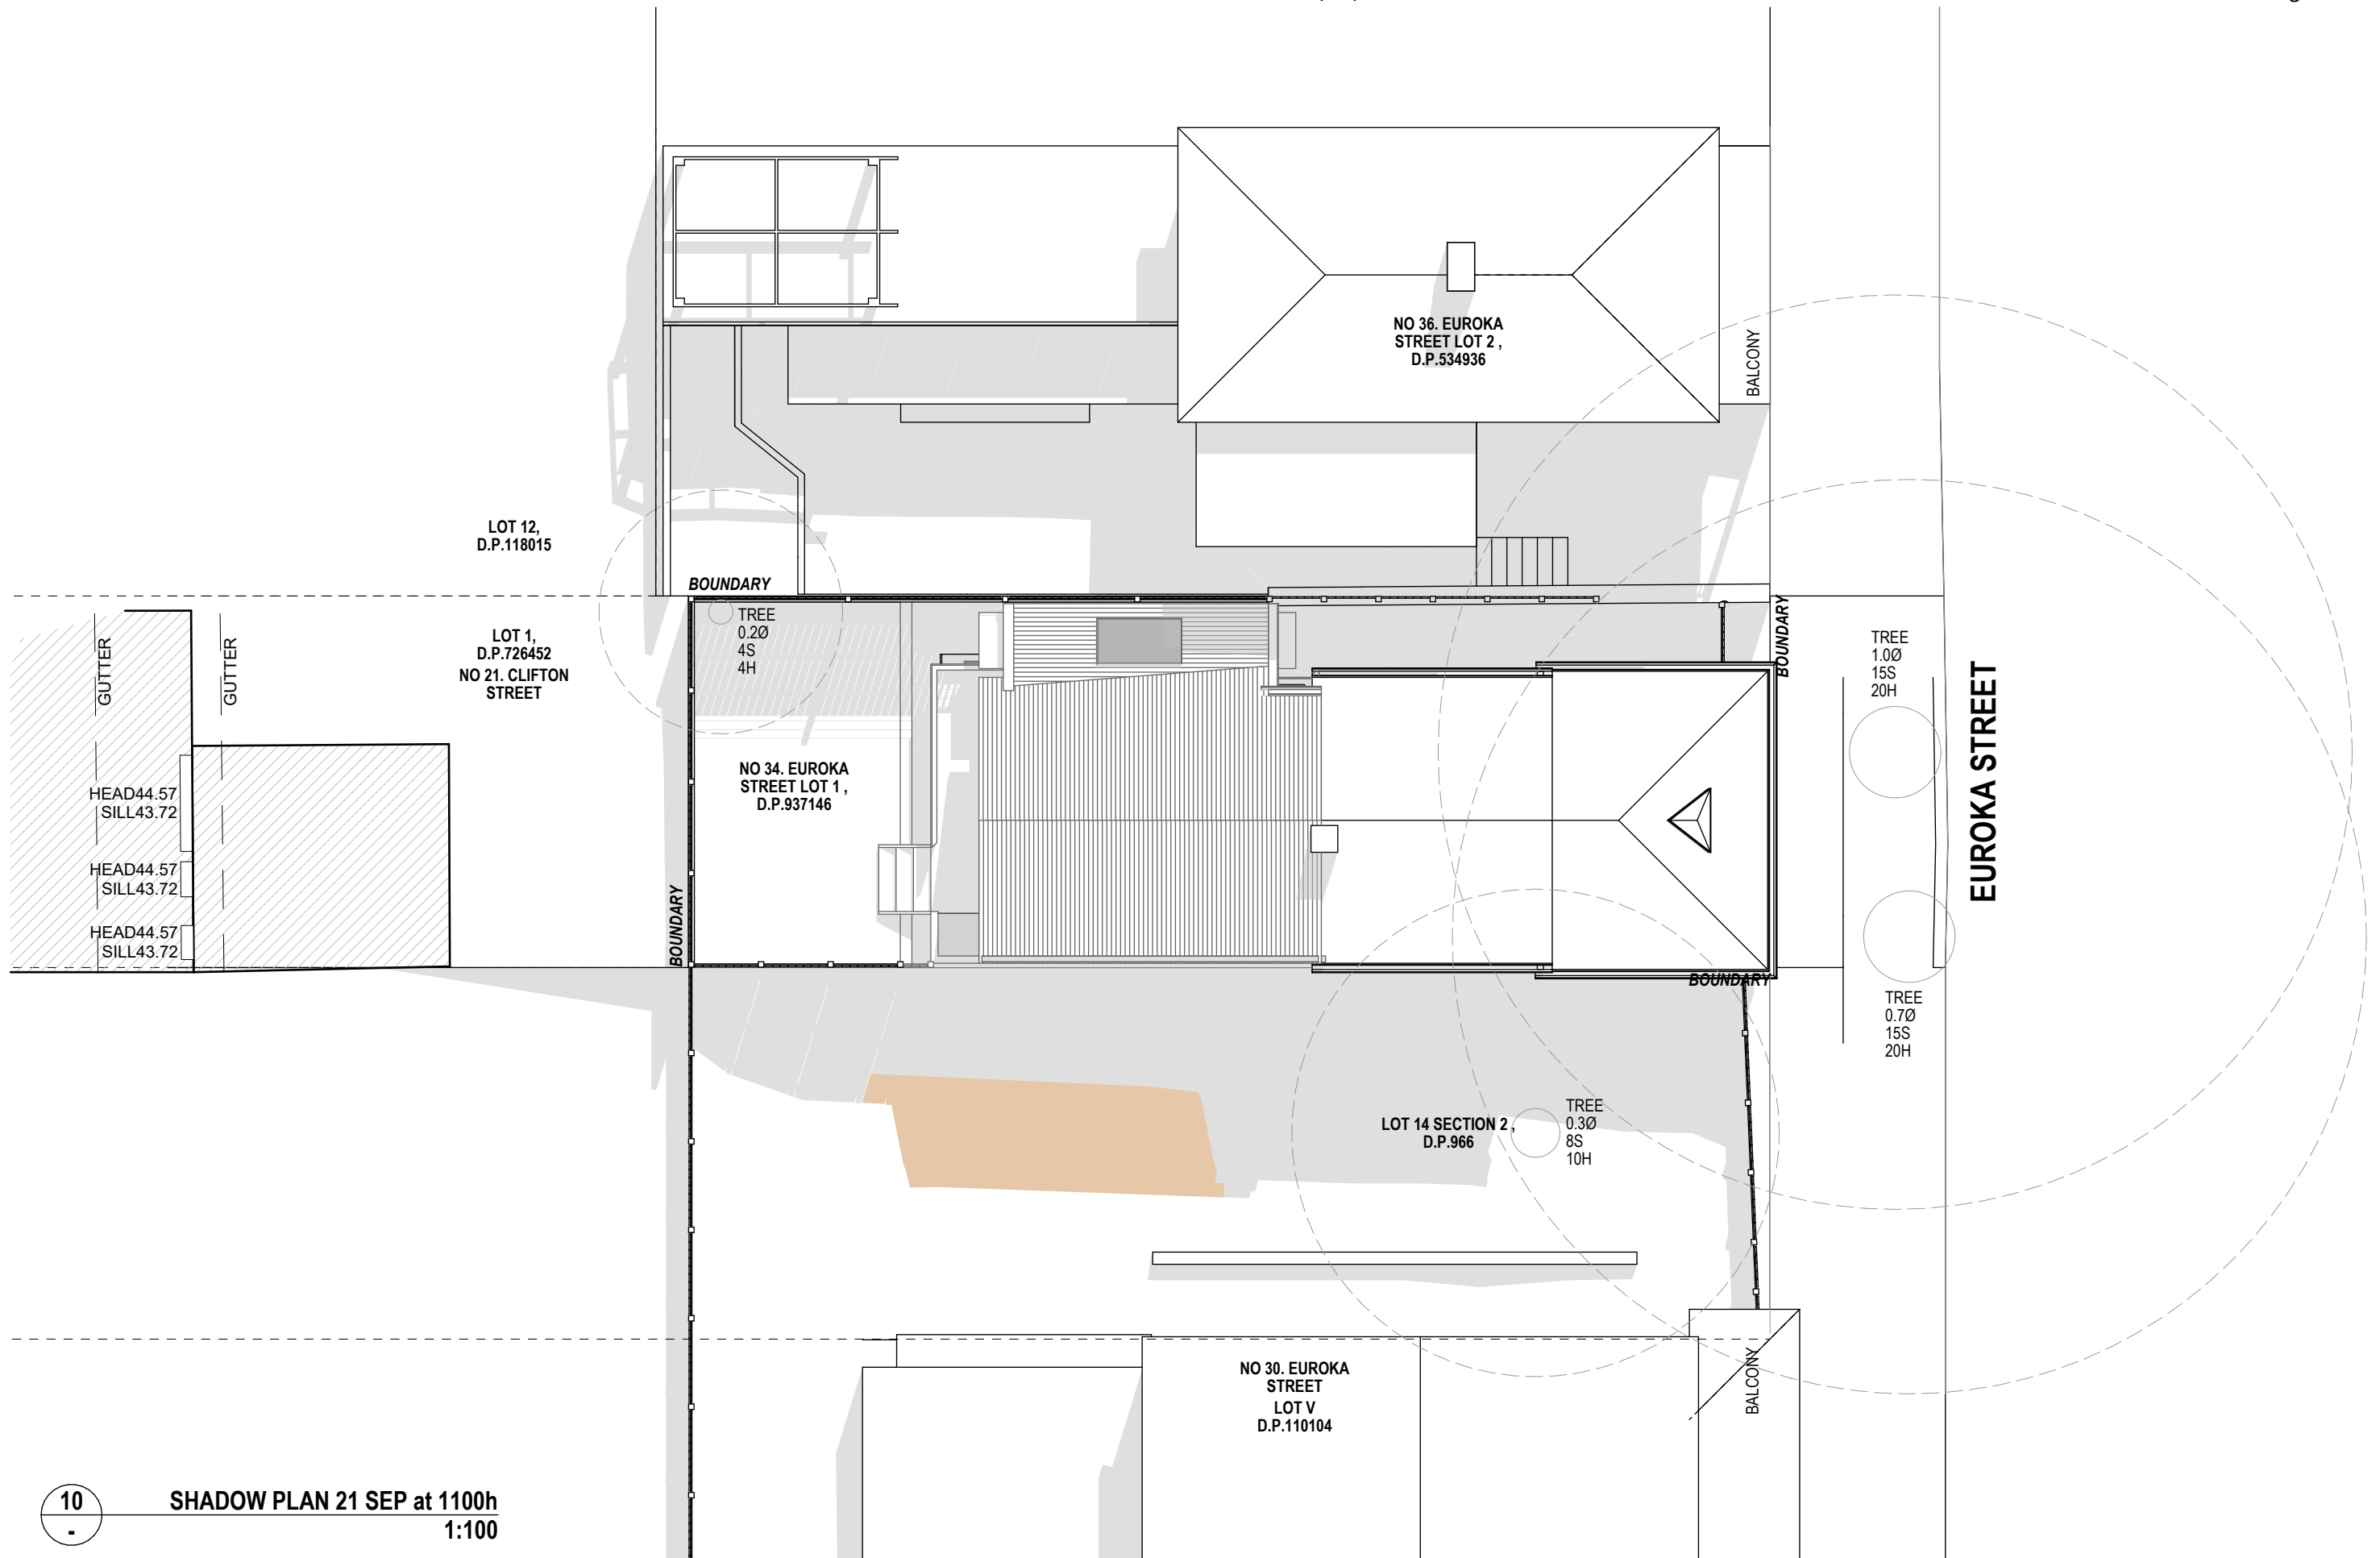 NO 36. EUROKA
STREET LOT 2 ,
D.P.534936
BALCONY
LOT 12,
D.P.118015
BOUNDARY
TREE
0.2Ø
4S
4H
GUTTER
GUTTER
LOT 1,
D.P.726452
NO 21. CLIFTON
STREET
BOUNDARY
TREE
1.0Ø
15S
20H
EUROKA STREET
HEAD44.57
SILL43.72
HEAD44.57
SILL43.72
HEAD44.57
SILL43.72
NO 34. EUROKA
STREET LOT 1 ,
D.P.937146
BOUNDARY
BOUNDARY
TREE
0.7Ø
15S
20H
LOT 14 SECTION 2 ,
D.P.966
TREE
0.3Ø
8S
10H
NO 30. EUROKA
STREET
LOT V
D.P.110104
BALCONY
10
-
SHADOW PLAN 21 SEP at 1100h
1:100